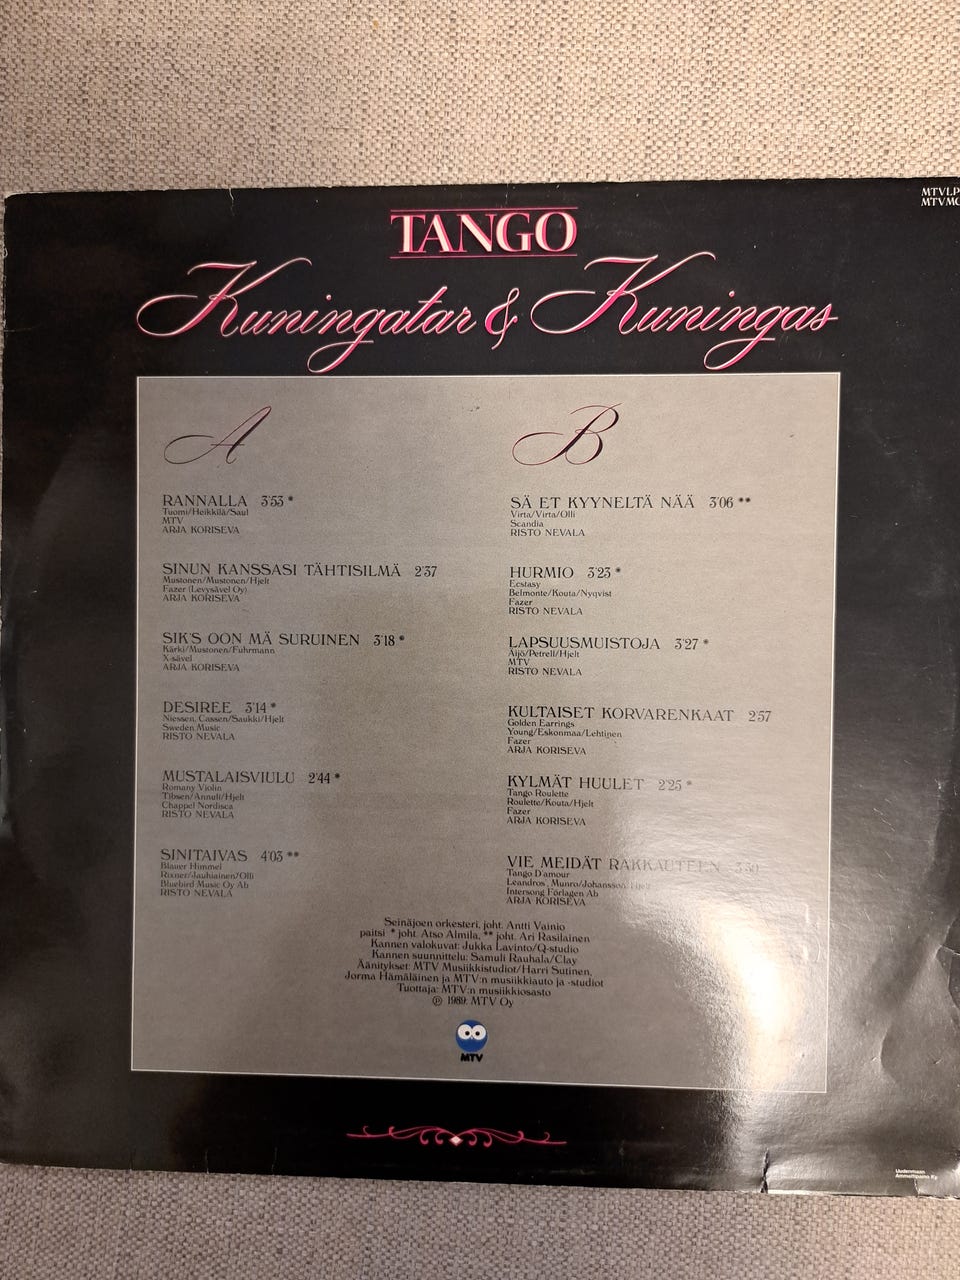 MTVLP
MTVMC
TANGO
Kuningatar & Kuningas
A
RANNALLA 3'53 *
Tuomi/Heikkilä/Saul
MTV
ARJA KORISEVA
SINUN KANSSASI TÄHTISILMÄ 2'37
Mustonen/Mustonen/Hjelt
Fazer (Levysävel Oy)
ARJA KORISEVA
SIK'S OON MÄ SURUINEN 3'18 *
Kärki/Mustonen/Fuhrmann
X-sävel
ARJA KORISEVA
DESIREE 3'14 *
Niessen, Cassen/Saukki/Hjelt
Sweden Music
RISTO NEVALA
MUSTALAISVIULU 2'44 *
Romany Violin
Tibsen/Annuli/Hjelt
Chappel Nordisca
RISTO NEVALA
SINITAIVAS 4'03 **
Blauer Himmel
Rixner/Jauhiainen/Olli
Bluebird Music Oy Ab
RISTO NEVALA
B
SÄ ET KYYNELTÄ NÄÄ 3'06 **
Virta/Virta/Olli
Scandia
RISTO NEVALA
HURMIO 3'23 *
Ecstasy
Belmonte/Kouta/Nyqvist
Fazer
RISTO NEVALA
LAPSUUSMUISTOJA 3'27 *
Äijö/Petrell/Hjelt
MTV
RISTO NEVALA
KULTAISET KORVARENKAAT 2'57
Golden Earrings
Young/Eskonmaa/Lehtinen
Fazer
ARJA KORISEVA
KYLMÄT HUULET 2'25 *
Tango Roulette
Roulette/Kouta/Hjelt
Fazer
ARJA KORISEVA
VIE MEIDÄT RAKKAUTEEN
Tango D'amour
Leandros, Munro/Johansson/Hjelt
Intersong Förlagen Ab
ARJA KORISEVA
Seinäjoen orkesteri, joht. Antti Vainio
paitsi * joht. Atso Almila, ** joht. Ari Rasilainen
Kannen valokuvat: Jukka Lavinto/Q-studio
Kannen suunnittelu: Samuli Rauhala/Clay
Äänitykset: MTV Musiikkistudiot/Harri Sutinen,
Jorma Hämäläinen ja MTV:n musiikkiauto ja -studiot
Tuottaja: MTV:n musiikkiosasto
℗ 1989. MTV Oy
MTV
Uudenmaan